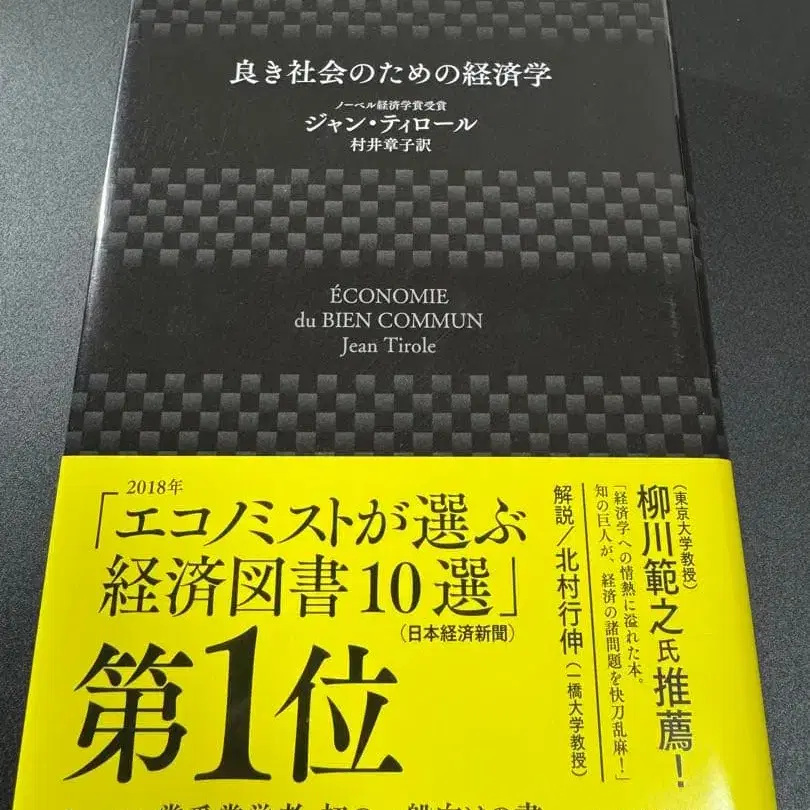 良き社会のための経済学
ノーベル経済学賞受賞
ジャン・ティロール
村井章子訳
ÉCONOMIE
du BIEN COMMUN
Jean Tirole
2018年
「エコノミストが選ぶ
経済図書10選」
(日本経済新聞)
第1位
(東京大学教授)
柳川範之氏推薦!
「経済学への情熱に溢れた本。
知の巨人が、経済の諸問題を快刀乱麻!」
解説/北村行伸(一橋大学教授)